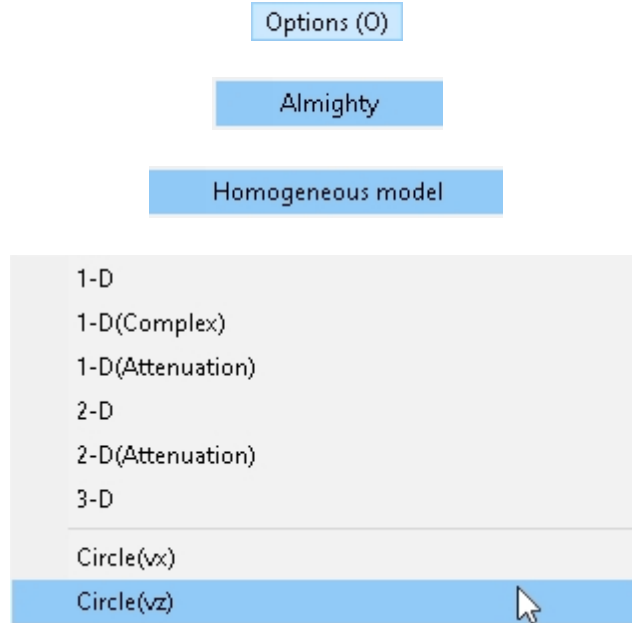 Options (O)
Almighty
Homogeneous model
1-D
1-D(Complex)
1-D(Attenuation)
2-D
2-D(Attenuation)
3-D
Circle(vx)
Circle(vz)